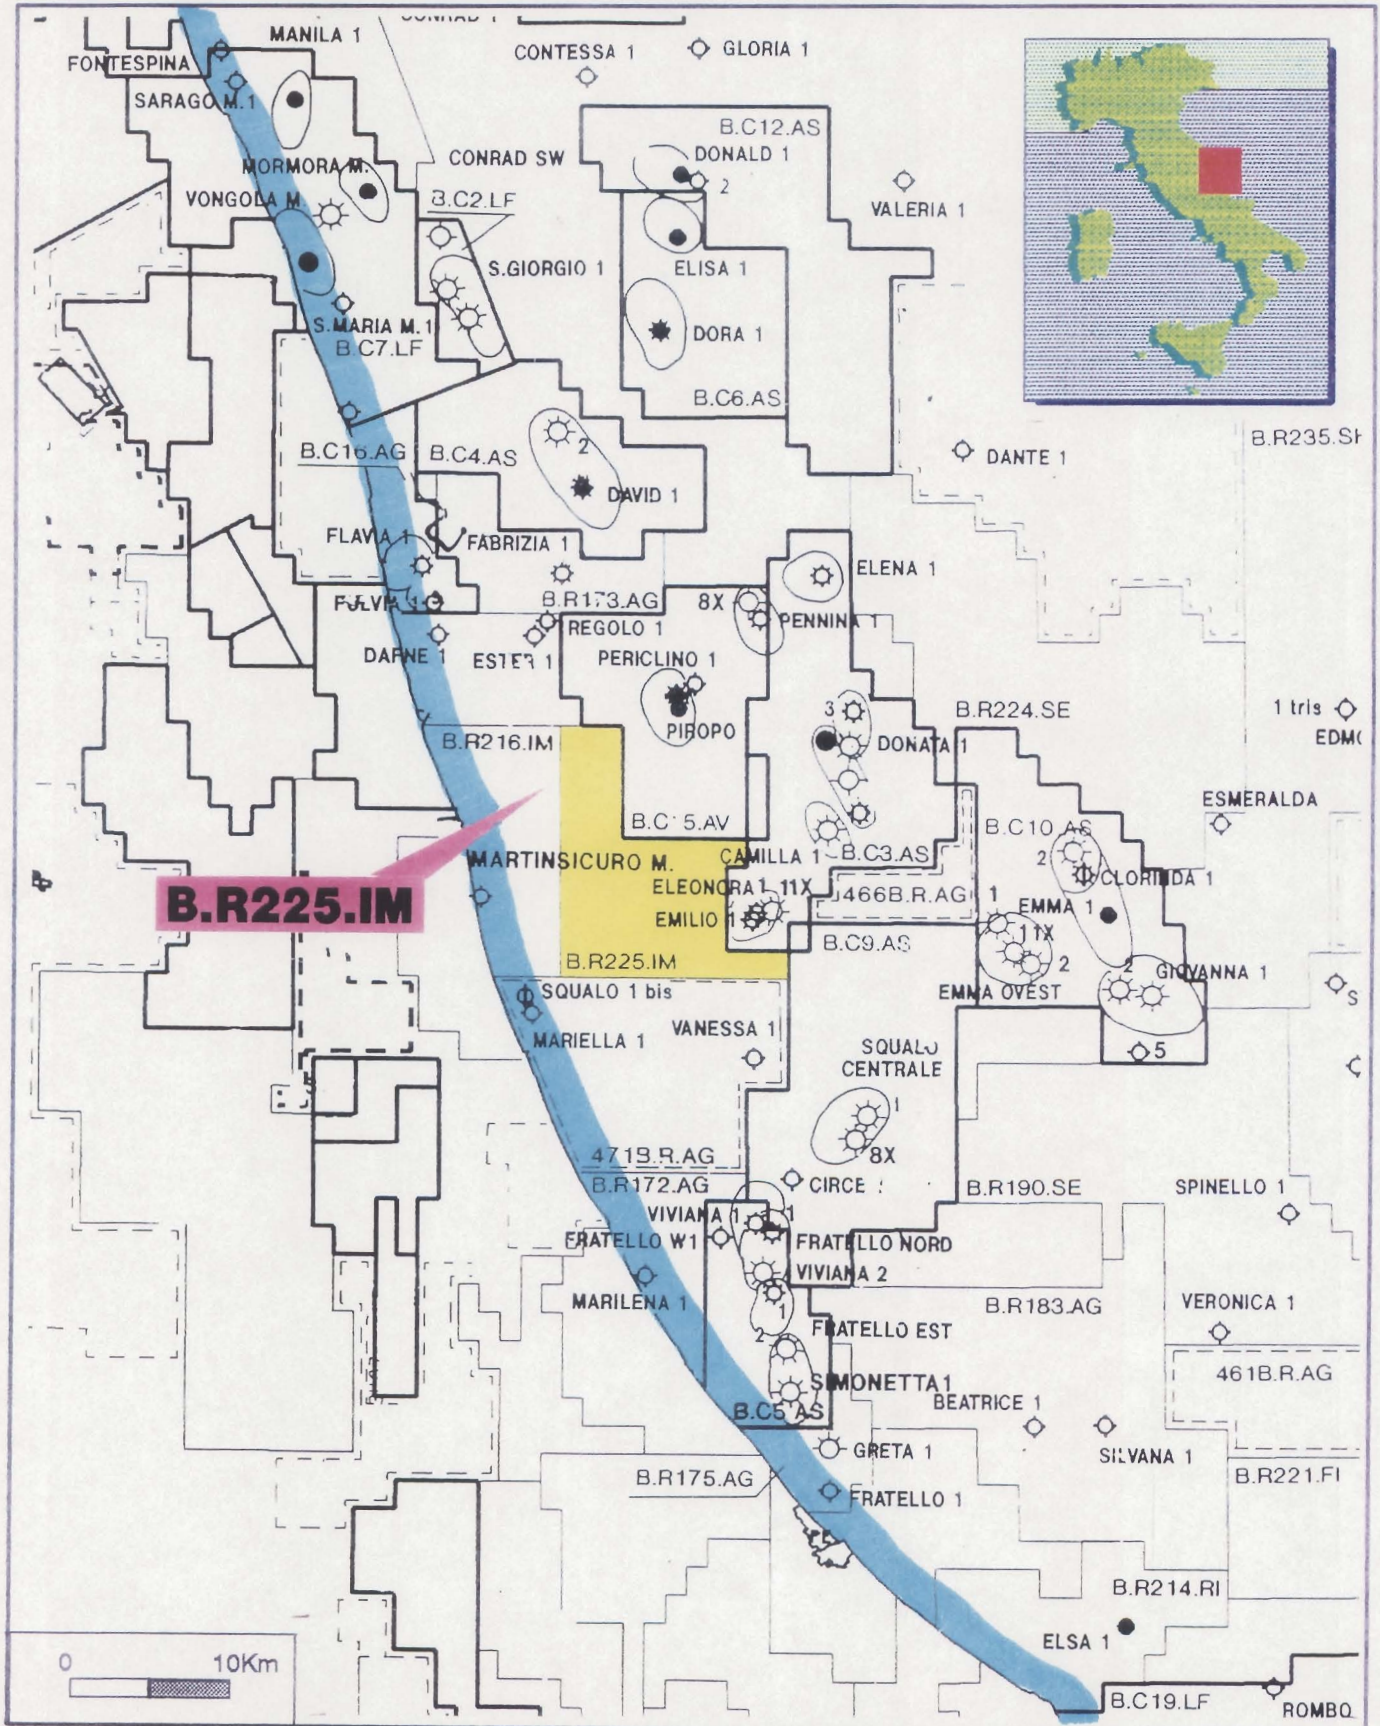 MANILA 1
CONTESSA 1
GLORIA 1
FONTESPINA
SARAGO M.1
B.C12.AS
DONALD 1
2
CONRAD SW
MORMORA M.
VONGOLA M.
B.C2.LF
VALERIA 1
S.GIORGIO 1
ELISA 1
S.MARIA M.1
B.C7.LF
DORA 1
B.C6.AS
B.C16.AG
B.C4.AS
2
DANTE 1
DAVID 1
FLAVIA 1
FABRIZIA 1
ELENA 1
FULVIA 1
B.R173.AG
8X
PENNINA 1
REGOLO 1
DAFNE 1
ESTER 1
PERICLINO 1
3
B.R224.SE
1 tris
PIROPO
DONATA 1
B.R216.IM
ESMERALDA
B.C15.AV
B.C10.AS
MARTINSICURO M.
CAMILLA 1
B.C3.AS
2
CLORINDA 1
ELEONORA 1
11X
466B.R.AG
1
EMMA 1
B.R225.IM
EMILIO 1
11X
B.C9.AS
B.R225.IM
2
2
GIOVANNA 1
SQUALO 1 bis
EMMA OVEST
S
MARIELLA 1
VANESSA 1
SQUALO
CENTRALE
5
1
8X
471B.R.AG
B.R172.AG
CIRCE
B.R190.SE
SPINELLO 1
VIVIANA 1
1
FRATELLO W1
FRATELLO NORD
VIVIANA 2
MARILENA 1
1
B.R183.AG
VERONICA 1
2
FRATELLO EST
461B.R.AG
SIMONETTA 1
B.C5.AS
BEATRICE 1
GRETA 1
SILVANA 1
B.R175.AG
B.R221.FI
FRATELLO 1
B.R214.RI
ELSA 1
0
10Km
B.C19.LF
ROMBO